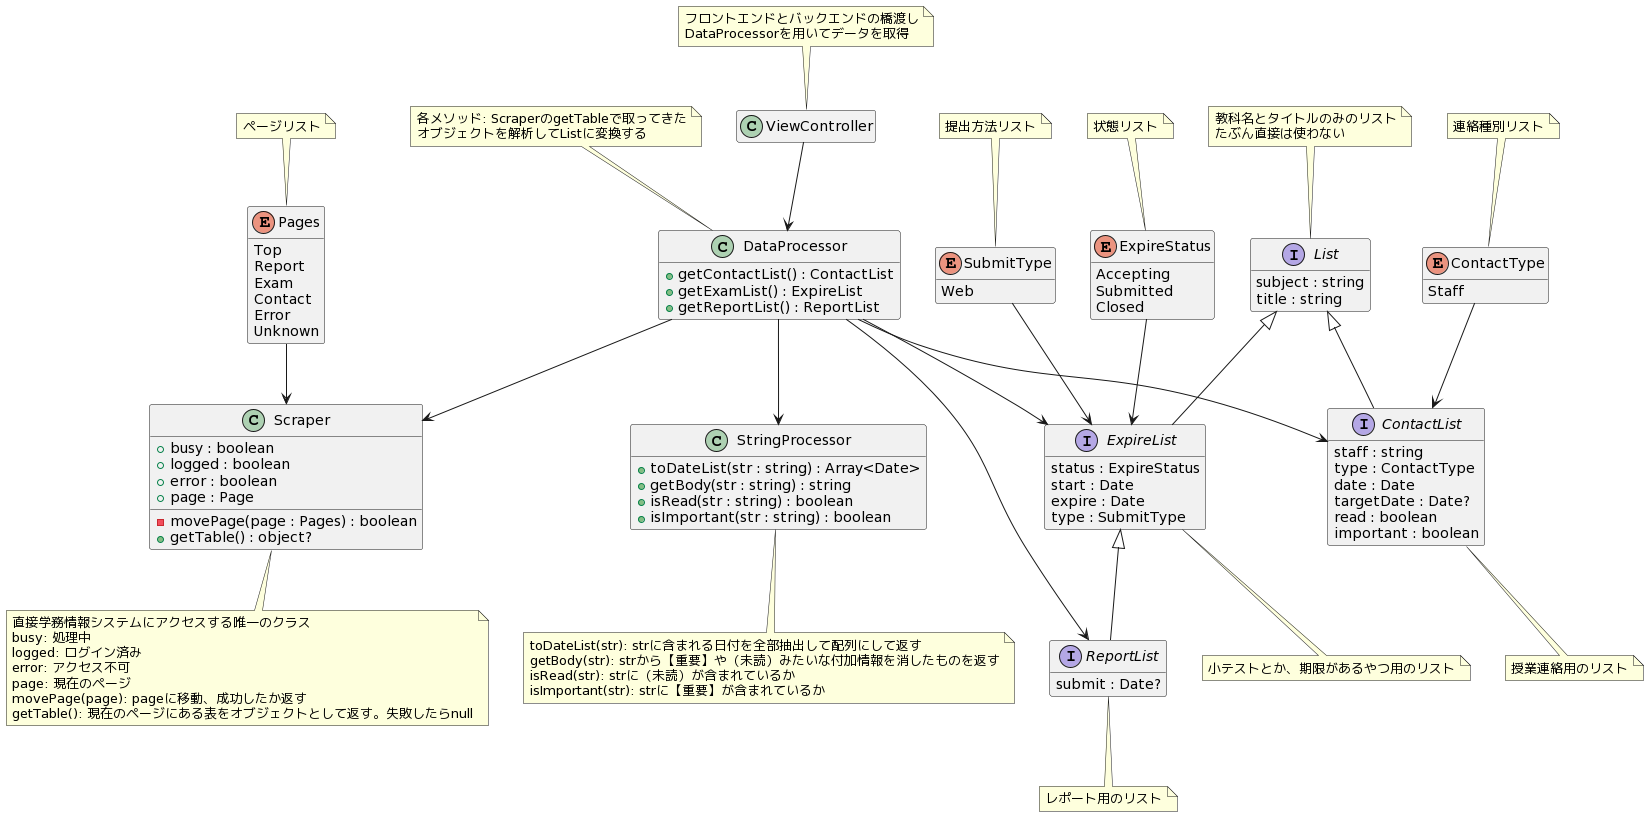 フロントエンドとバックエンドの橋渡し
DataProcessorを用いてデータを取得
ページリスト
各メソッド: ScraperのgetTableで取ってきた
オブジェクトを解析してListに変換する
C ViewController
提出方法リスト
状態リスト
教科名とタイトルのみのリスト
たぶん直接は使わない
連絡種別リスト
E Pages
Top
Report
Exam
Contact
Error
Unknown
C DataProcessor
getContactList() : ContactList
getExamList() : ExpireList
getReportList() : ReportList
E SubmitType
Web
E ExpireStatus
Accepting
Submitted
Closed
I List
subject : string
title : string
E ContactType
Staff
C Scraper
busy : boolean
logged : boolean
error : boolean
page : Page
movePage(page : Pages) : boolean
getTable() : object?
C StringProcessor
toDateList(str : string) : Array<Date>
getBody(str : string) : string
isRead(str : string) : boolean
isImportant(str : string) : boolean
I ExpireList
status : ExpireStatus
start : Date
expire : Date
type : SubmitType
I ContactList
staff : string
type : ContactType
date : Date
targetDate : Date?
read : boolean
important : boolean
直接学務情報システムにアクセスする唯一のクラス
busy: 処理中
logged: ログイン済み
error: アクセス不可
page: 現在のページ
movePage(page): pageに移動、成功したか返す
getTable(): 現在のページにある表をオブジェクトとして返す。失敗したらnull
toDateList(str): strに含まれる日付を全部抽出して配列にして返す
getBody(str): strから【重要】や（未読）みたいな付加情報を消したものを返す
isRead(str): strに（未読）が含まれているか
isImportant(str): strに【重要】が含まれているか
I ReportList
submit : Date?
小テストとか、期限があるやつ用のリスト
授業連絡用のリスト
レポート用のリスト